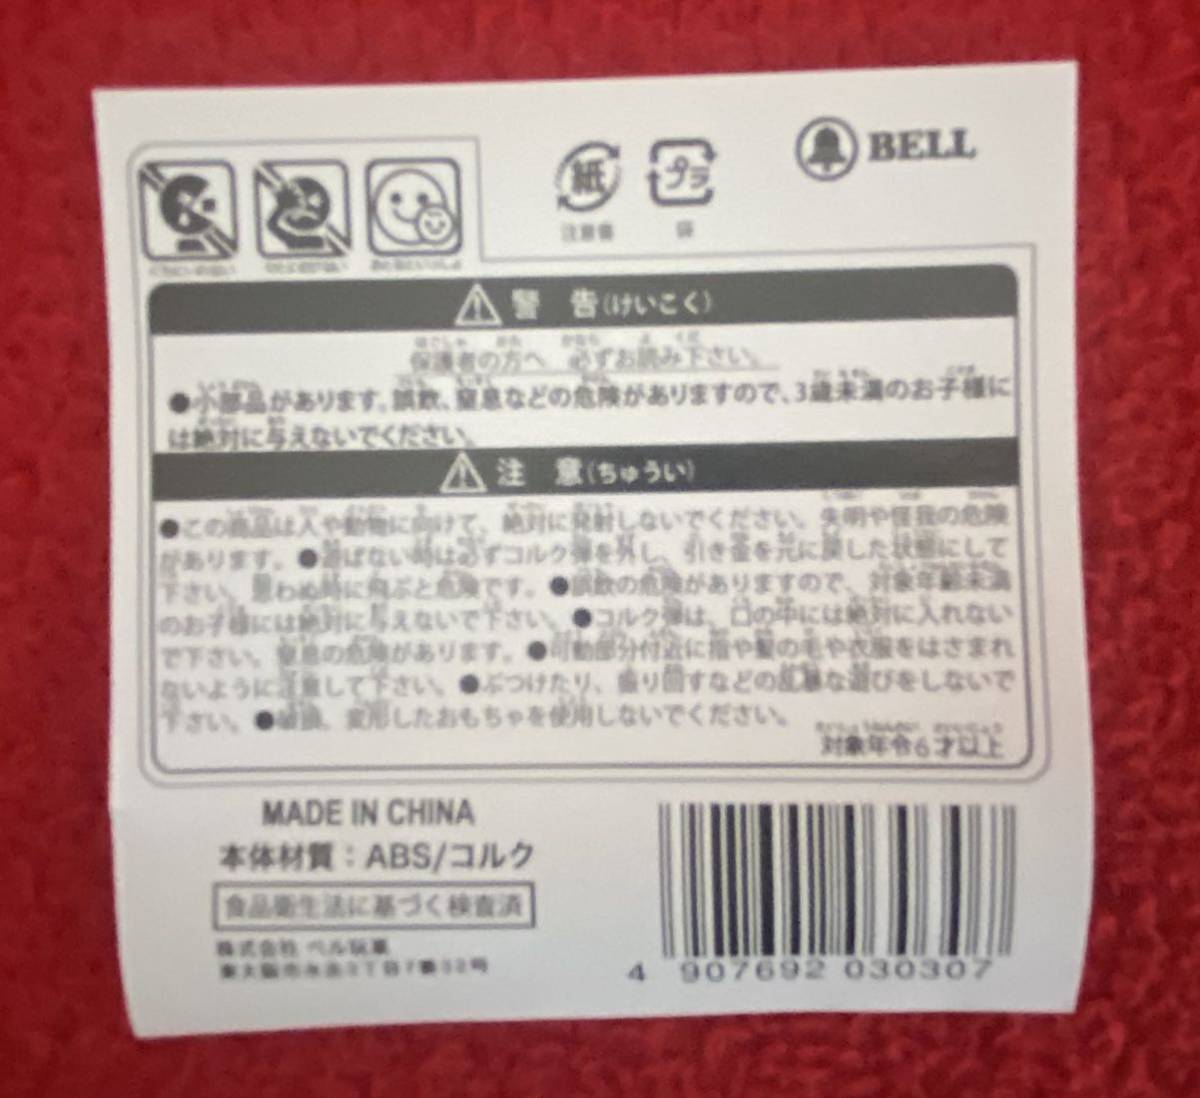 BELL
紙
プラ
注意書
袋
警 告(けいこく)
保護者の方へ 必ずお読み下さい。
●小部品があります。誤飲、窒息などの危険がありますので、3歳未満のお子様に
は絶対に与えないでください。
注 意(ちゅうい)
●この商品は人や動物に向けて、絶対に発射しないでください。失明や怪我の危険
があります。●遊ばない時は必ずコルク弾を外し、引き金を元に戻した状態にして
下さい。思わぬ時に飛ぶと危険です。●誤飲の危険がありますので、対象年齢未満
のお子様には絶対に与えないで下さい。●コルク弾は、口の中には絶対に入れない
で下さい。窒息の危険があります。●可動部分付近に指や髪の毛や衣服をはさまれ
ないように注意して下さい。●ぶつけたり、振り回すなどの乱暴な遊びをしないで
下さい。●破損、変形したおもちゃを使用しないでください。
対象年令6才以上
MADE IN CHINA
本体材質：ABS/コルク
食品衛生法に基づく検査済
株式会社 ベル玩菓
東大阪市
4 907692 030307